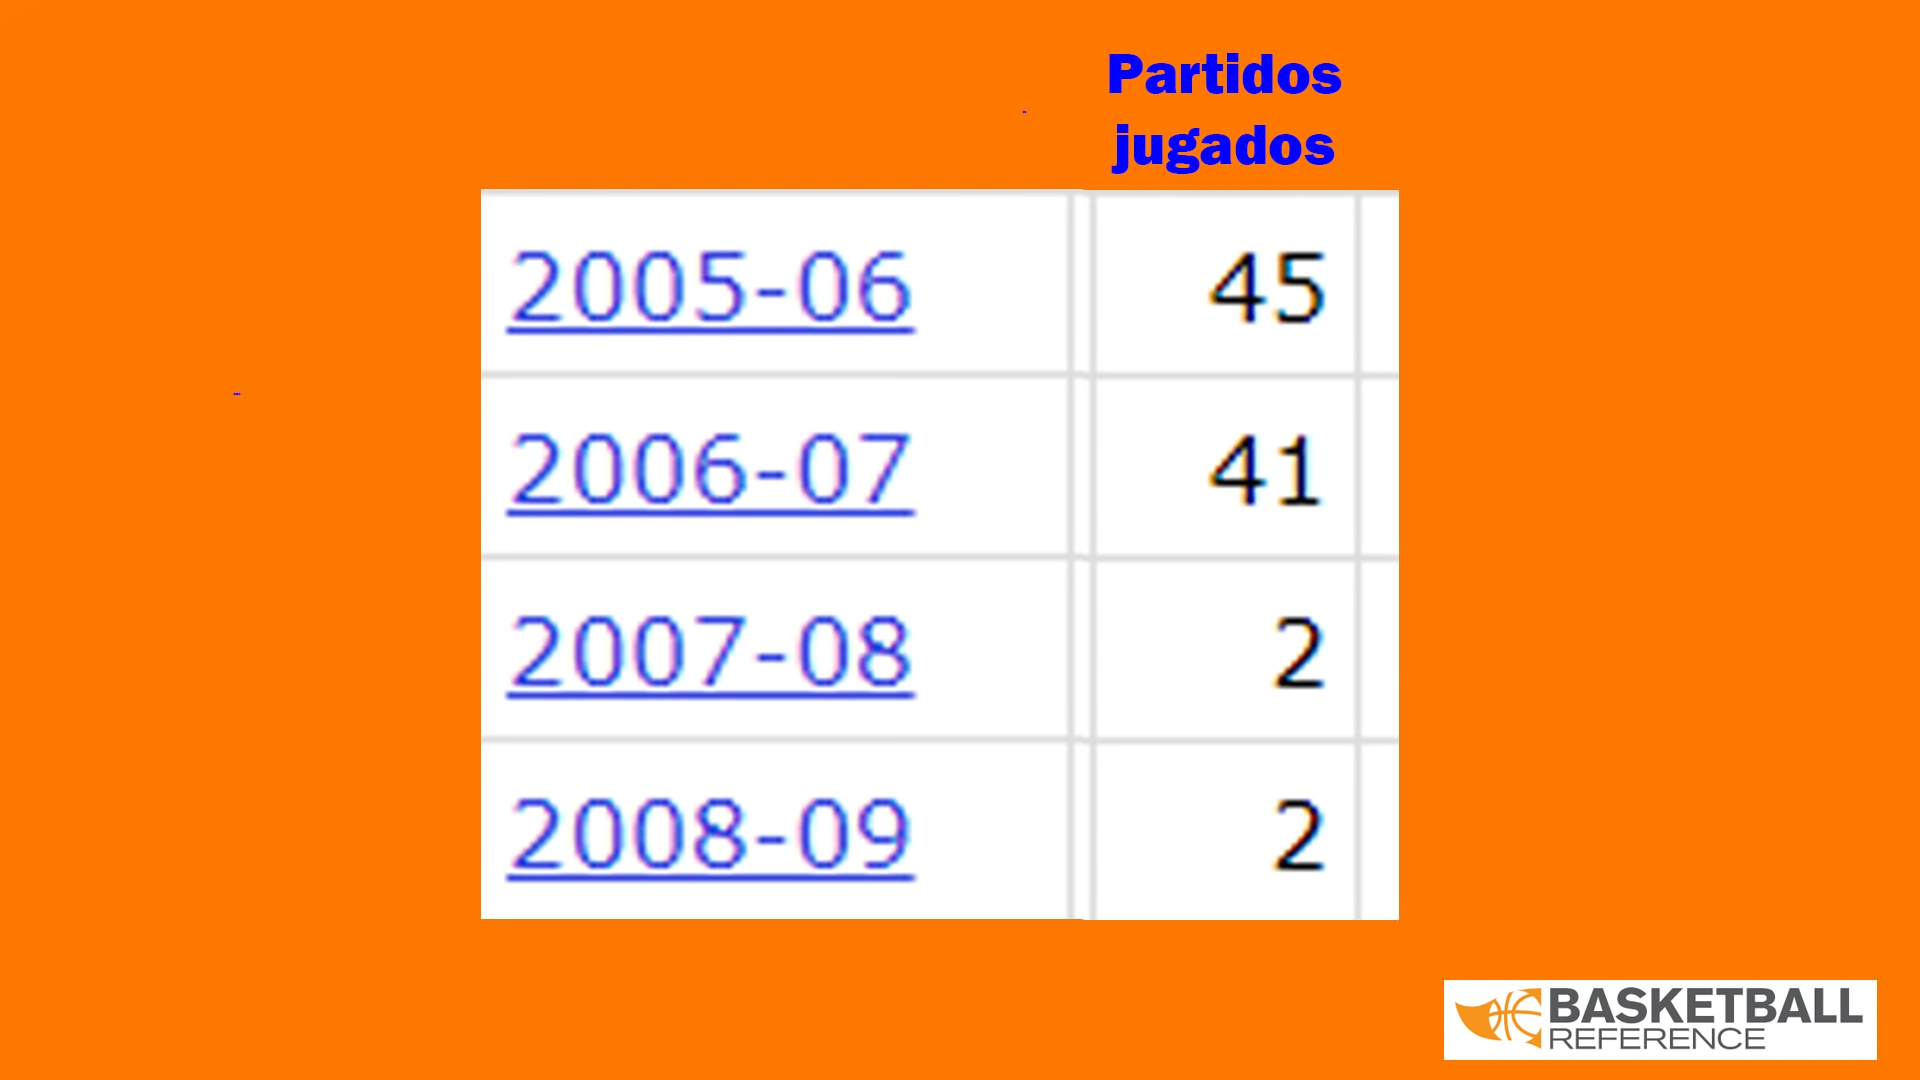 Partidos
jugados
2005-06 45
2006-07 41
2007-08 2
2008-09 2
BASKETBALL
REFERENCE